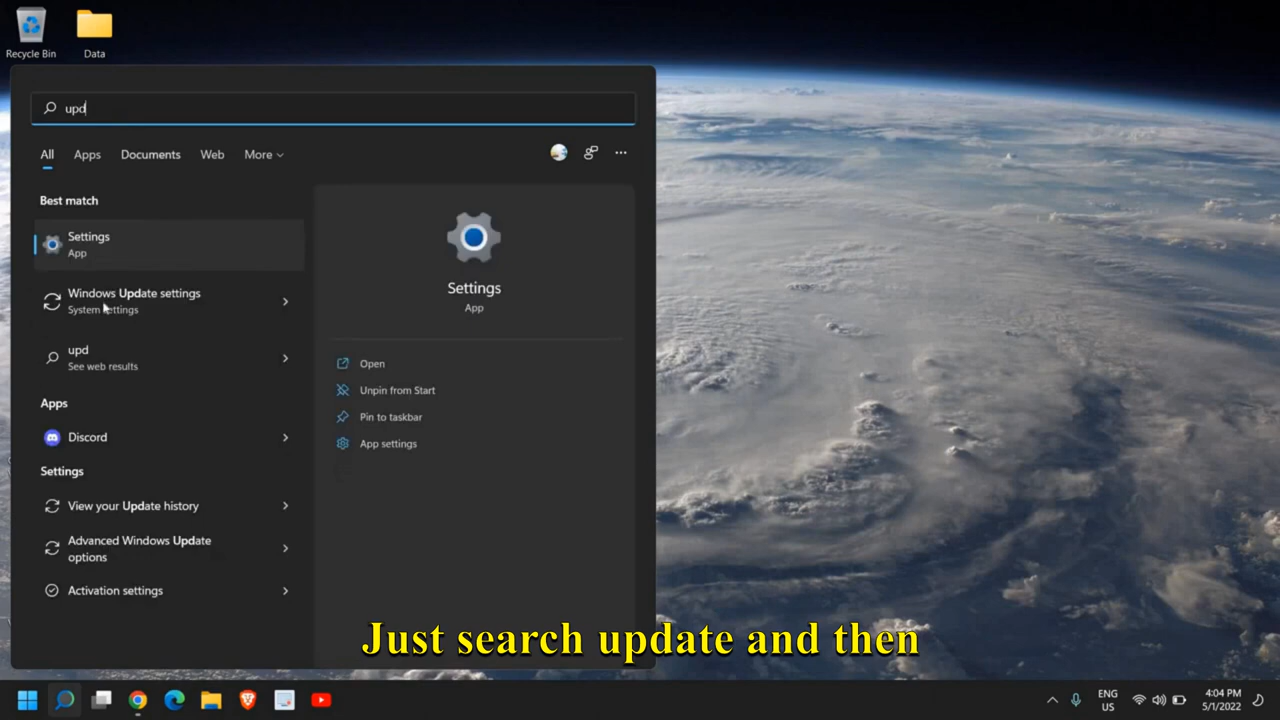 Recycle Bin
Data
upd
All
Apps
Documents
Web
More
Best match
Settings
App
Windows Update settings
System settings
upd
See web results
Apps
Discord
Settings
View your Update history
Advanced Windows Update
options
Activation settings
Settings
App
Open
Unpin from Start
Pin to taskbar
App settings
Just search update and then
ENG
US
4:04 PM
5/1/2022